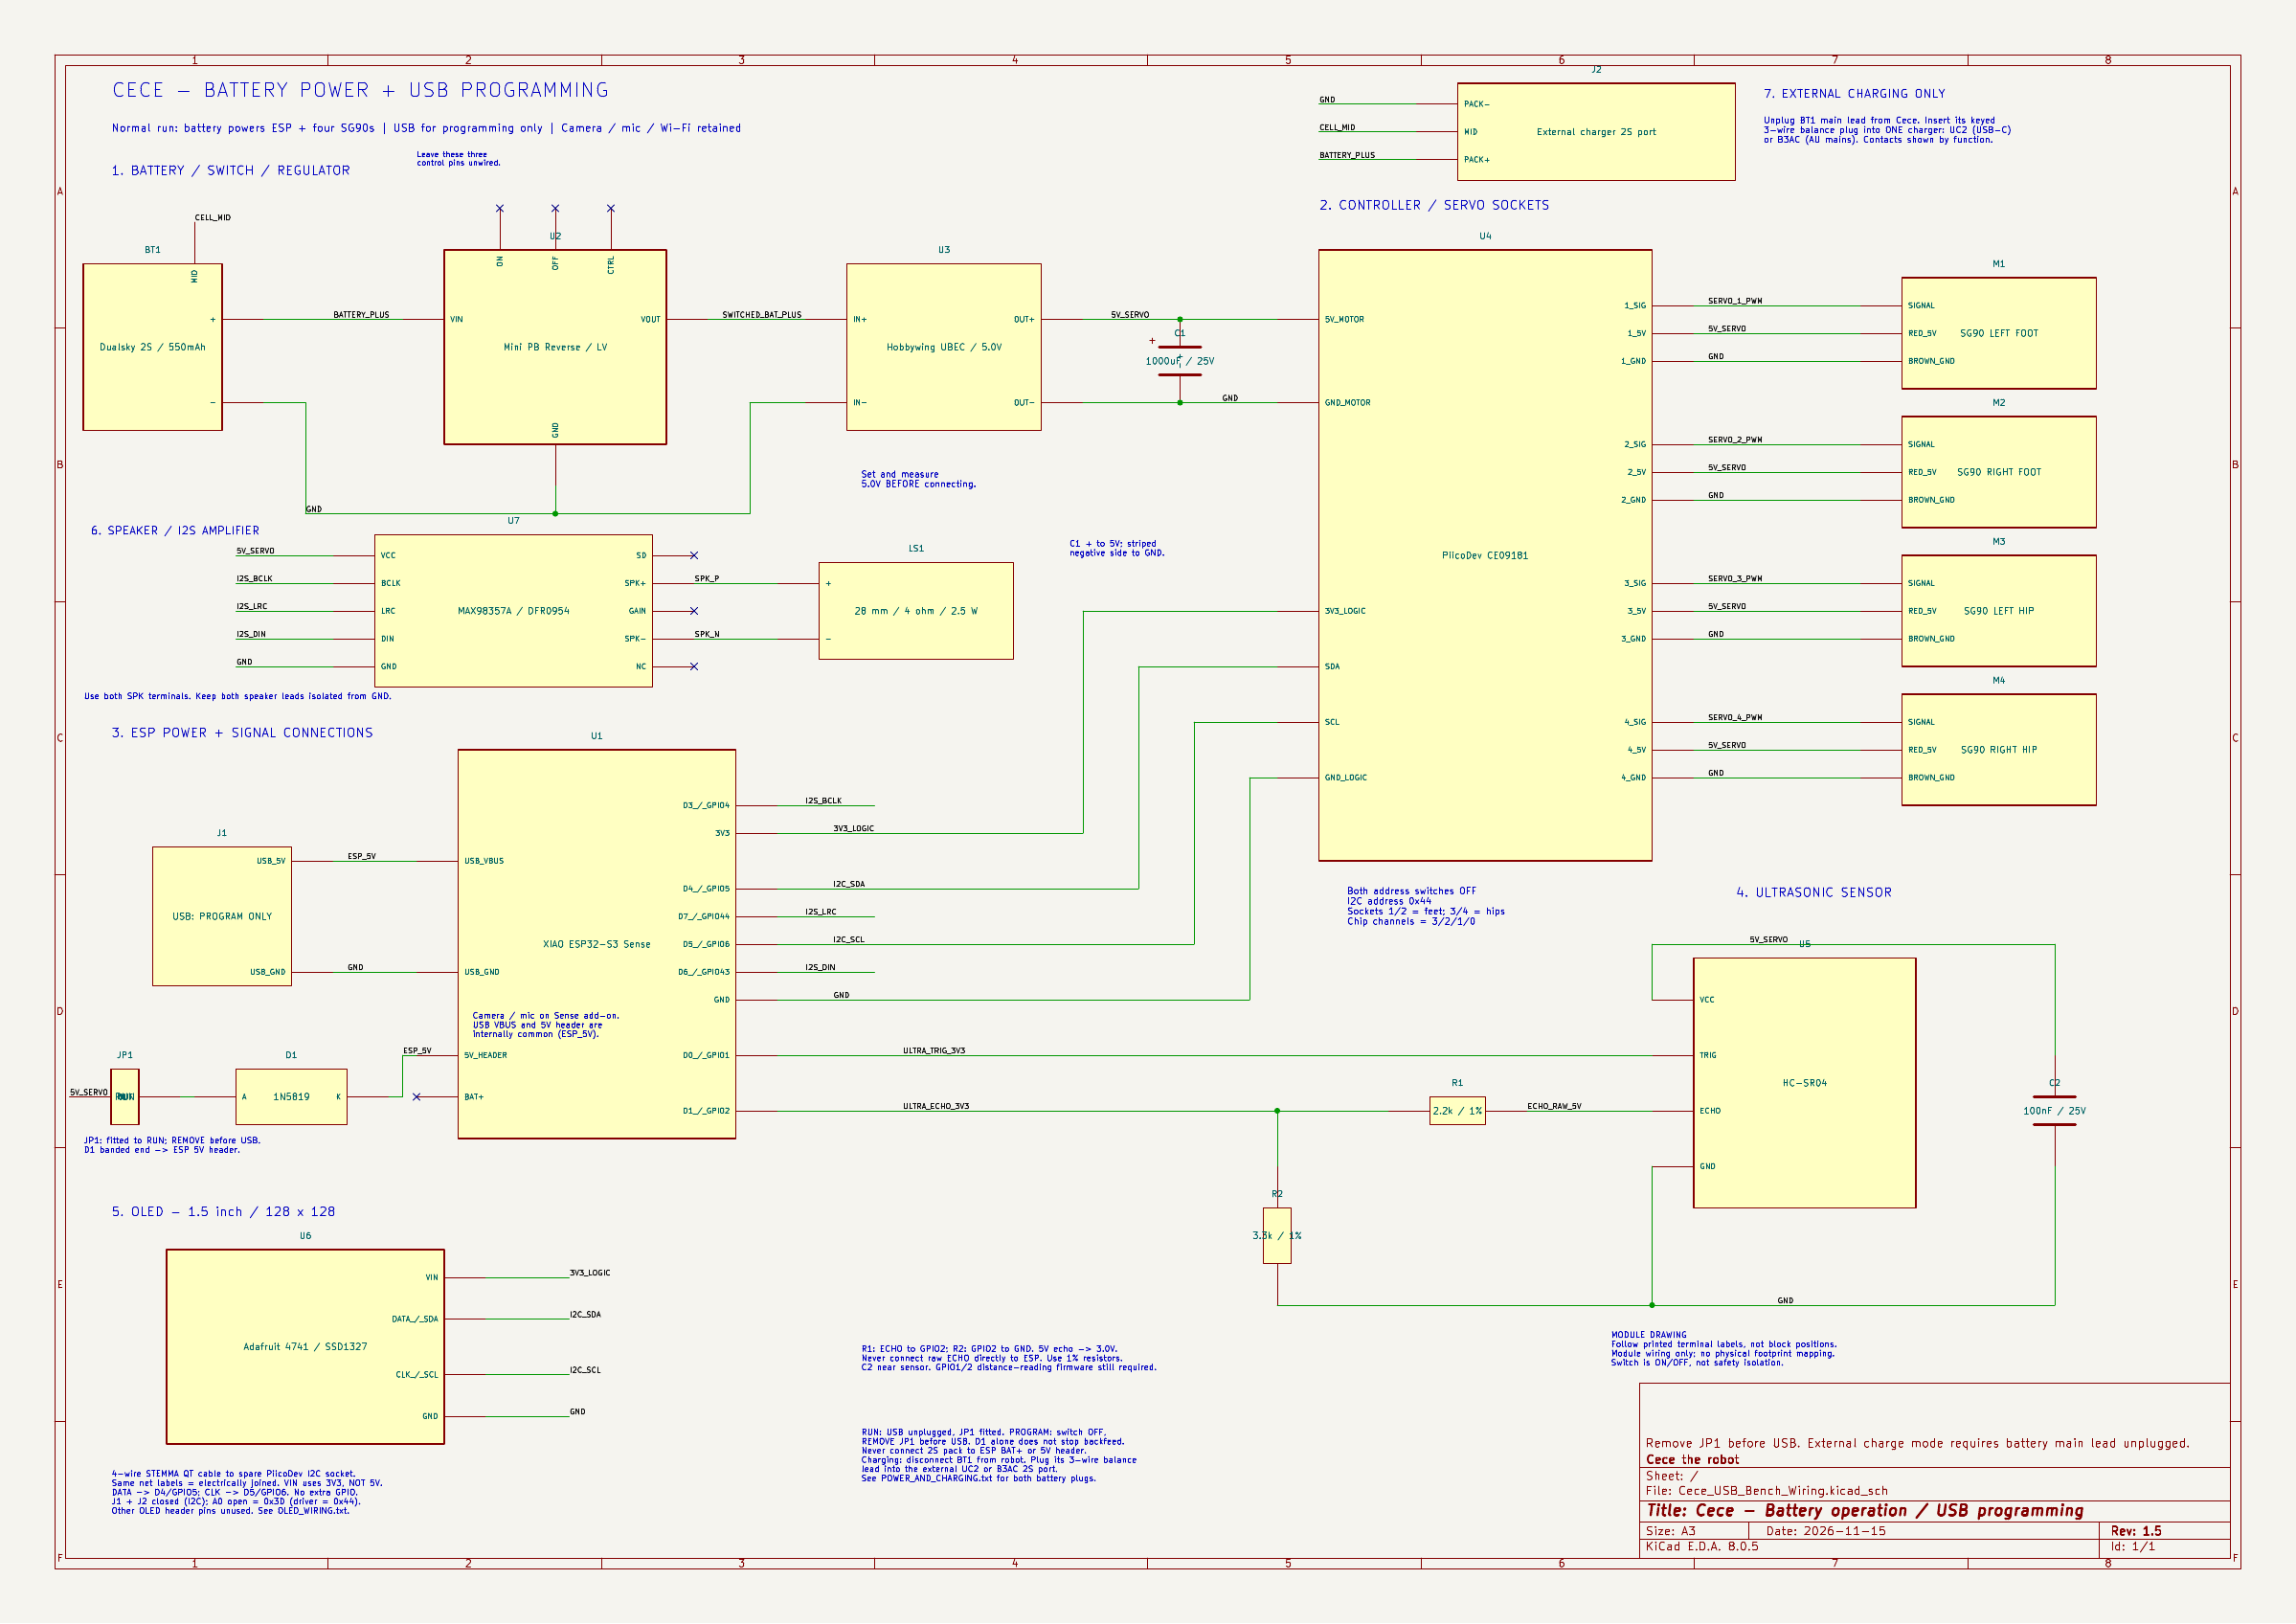 1 2 3 4 5 6 7 8
A
B
C
D
E
F
CECE - BATTERY POWER + USB PROGRAMMING
Normal run: battery powers ESP + four SG90s | USB for programming only | Camera / mic / Wi-Fi retained
1. BATTERY / SWITCH / REGULATOR
Leave these three
control pins unwired.
CELL_MID
BT1
MID
+
Dualsky 2S / 550mAh
-
BATTERY_PLUS
GND
U2
ON
OFF
CTRL
VIN
VOUT
Mini PB Reverse / LV
GND
SWITCHED_BAT_PLUS
U3
IN+
OUT+
Hobbywing UBEC / 5.0V
IN-
OUT-
Set and measure
5.0V BEFORE connecting.
5V_SERVO
C1
+
1000uF / 25V
GND
C1 + to 5V; striped
negative side to GND.
J2
GND
CELL_MID
BATTERY_PLUS
PACK-
MID
PACK+
External charger 2S port
7. EXTERNAL CHARGING ONLY
Unplug BT1 main lead from Cece. Insert its keyed
3-wire balance plug into ONE charger: UC2 (USB-C)
or B3AC (AU mains). Contacts shown by function.
2. CONTROLLER / SERVO SOCKETS
U4
5V_MOTOR
GND_MOTOR
PiicoDev CE09181
3V3_LOGIC
SDA
SCL
GND_LOGIC
1_SIG
1_5V
1_GND
2_SIG
2_5V
2_GND
3_SIG
3_5V
3_GND
4_SIG
4_5V
4_GND
SERVO_1_PWM
5V_SERVO
GND
M1
SIGNAL
RED_5V
BROWN_GND
SG90 LEFT FOOT
SERVO_2_PWM
5V_SERVO
GND
M2
SIGNAL
RED_5V
BROWN_GND
SG90 RIGHT FOOT
SERVO_3_PWM
5V_SERVO
GND
M3
SIGNAL
RED_5V
BROWN_GND
SG90 LEFT HIP
SERVO_4_PWM
5V_SERVO
GND
M4
SIGNAL
RED_5V
BROWN_GND
SG90 RIGHT HIP
Both address switches OFF
I2C address 0x44
Sockets 1/2 = feet; 3/4 = hips
Chip channels = 3/2/1/0
6. SPEAKER / I2S AMPLIFIER
U7
5V_SERVO
I2S_BCLK
I2S_LRC
I2S_DIN
GND
VCC
BCLK
LRC
DIN
GND
MAX98357A / DFR0954
SD
SPK+
GAIN
SPK-
NC
SPK_P
SPK_N
LS1
+
28 mm / 4 ohm / 2.5 W
-
Use both SPK terminals. Keep both speaker leads isolated from GND.
3. ESP POWER + SIGNAL CONNECTIONS
J1
USB_5V
USB: PROGRAM ONLY
USB_GND
ESP_5V
GND
U1
USB_VBUS
USB_GND
5V_HEADER
BAT+
XIAO ESP32-S3 Sense
Camera / mic on Sense add-on.
USB VBUS and 5V header are
internally common (ESP_5V).
D3_/_GPIO4
3V3
D4_/_GPIO5
D7_/_GPIO44
D5_/_GPIO6
D6_/_GPIO43
GND
D0_/_GPIO1
D1_/_GPIO2
I2S_BCLK
3V3_LOGIC
I2C_SDA
I2S_LRC
I2C_SCL
I2S_DIN
GND
ULTRA_TRIG_3V3
ULTRA_ECHO_3V3
JP1
5V_SERVO
D1
A
1N5819
K
ESP_5V
JP1: fitted to RUN; REMOVE before USB.
D1 banded end -> ESP 5V header.
4. ULTRASONIC SENSOR
5V_SERVO
U5
VCC
TRIG
HC-SR04
ECHO
GND
R1
2.2k / 1%
ECHO_RAW_5V
R2
3.3k / 1%
C2
100nF / 25V
GND
5. OLED - 1.5 inch / 128 x 128
U6
VIN
DATA_/_SDA
Adafruit 4741 / SSD1327
CLK_/_SCL
GND
3V3_LOGIC
I2C_SDA
I2C_SCL
GND
4-wire STEMMA QT cable to spare PiicoDev I2C socket.
Same net labels = electrically joined. VIN uses 3V3, NOT 5V.
DATA -> D4/GPIO5; CLK -> D5/GPIO6. No extra GPIO.
J1 + J2 closed (I2C); A0 open = 0x3D (driver = 0x44).
Other OLED header pins unused. See OLED_WIRING.txt.
R1: ECHO to GPIO2; R2: GPIO2 to GND. 5V echo -> 3.0V.
Never connect raw ECHO directly to ESP. Use 1% resistors.
C2 near sensor. GPIO1/2 distance-reading firmware still required.
RUN: USB unplugged, JP1 fitted. PROGRAM: switch OFF,
REMOVE JP1 before USB. D1 alone does not stop backfeed.
Never connect 2S pack to ESP BAT+ or 5V header.
Charging: disconnect BT1 from robot. Plug its 3-wire balance
lead into the external UC2 or B3AC 2S port.
See POWER_AND_CHARGING.txt for both battery plugs.
MODULE DRAWING
Follow printed terminal labels, not block positions.
Module wiring only; no physical footprint mapping.
Switch is ON/OFF, not safety isolation.
Remove JP1 before USB. External charge mode requires battery main lead unplugged.
Cece the robot
Sheet: /
File: Cece_USB_Bench_Wiring.kicad_sch
Title: Cece - Battery operation / USB programming
Size: A3
Date: 2026-11-15
Rev: 1.5
KiCad E.D.A. 8.0.5
Id: 1/1
1 2 3 4 5 6 7 8